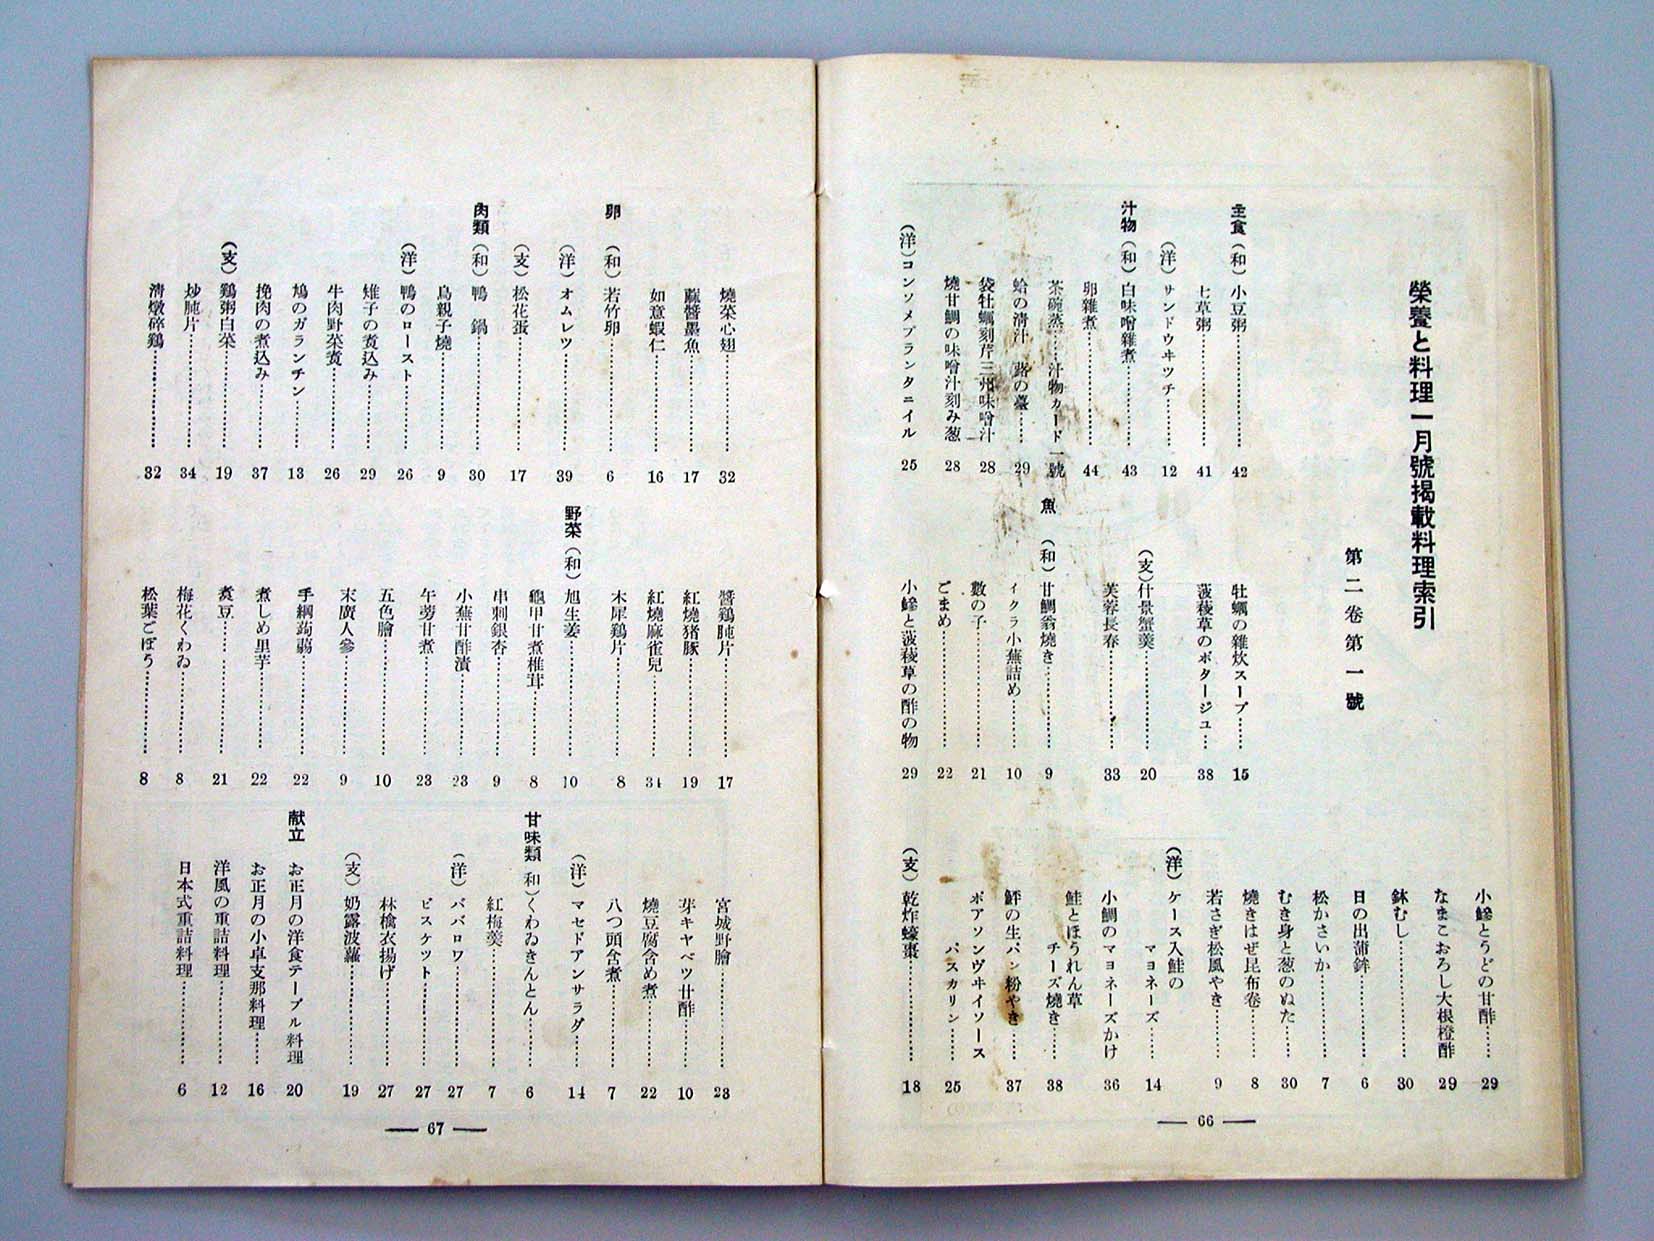 榮養と料理一月號揭載料理索引
第二卷第一號
主食（和）小豆粥………42
七草粥………41
（洋）サンドウヰツチ………12
汁物（和）白味噌雜煮………43
卵雜煮………44
茶碗蒸……汁物カード一號
蛤の淸汁　蕗の薹……29
袋牡蠣刻芹三州味噌汁 28
燒甘鯛の味噌汁刻み葱 28
（洋）コンソメプランタニイル 25
牡蠣の雜炊スープ……15
菠薐草のポタージユ…38
（支）什景蟹羹………20
芙蓉長春………33
魚　（和）甘鯛翁燒き………9
イクラ小蕪詰め………10
數の子………21
ごまめ………22
小鯵と菠薐草の酢の物 29
小鯵とうどの甘酢……29
なまこおろし大根橙酢 29
鉢むし………30
日の出蒲鉾………6
松かさいか………7
むき身と葱のぬた……30
燒きはぜ昆布卷………8
若さぎ松風やき………9
（洋）ケース入鮭の
マヨネーズ……14
小鯛のマヨネーズかけ 36
鮭とほうれん草
チーズ燒き……38
鮃の生パン粉やき……37
ポアソンヴヰイソース
パスカリン……25
（支）乾炸蠔棗………18
— 66 —
燒菜心翅………32
蔴醬墨魚………17
如意蝦仁………16
卵　（和）若竹卵………6
（洋）オムレツ………39
（支）松花蛋………17
肉類（和）鴨　鍋………30
鳥親子燒………9
（洋）鴨のロースト………26
雉子の煮込み………29
牛肉野菜煮………26
鳩のガランチン………13
挽肉の煮込み………37
（支）鷄粥白菜………19
炒肫片………34
淸燉碎鷄………32
醬鷄肫片………17
紅燒猪豚………19
紅燒麻雀兒………34
木犀鷄片………8
野菜（和）旭生姜………10
龜甲甘煮椎茸………8
串刺銀杏………9
小蕪甘酢漬………23
午蒡甘煮………23
五色膾………10
末廣人參………9
手綱蒟蒻………22
煮しめ里芋………22
煮豆………21
梅花くわゐ………8
松葉ごぼう………8
宮城野膾………23
芽キヤベツ甘酢………10
燒豆腐含め煮………22
八つ頭含煮………7
（洋）マセドアンサラダ……14
甘味類（和）くわゐきんとん……6
紅梅羹………7
（洋）ババロワ………27
ビスケツト………27
林檎衣揚げ………27
（支）奶露波蘿………19
献立　お正月の洋食テーブル料理 20
お正月の小卓支那料理……16
洋風の重詰料理………12
日本式重詰料理………6
— 67 —